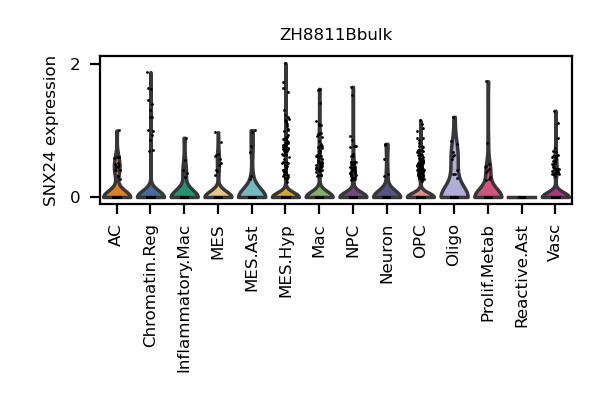 ZH8811Bbulk
SNX24 expression
2
0
AC
Chromatin.Reg
Inflammatory.Mac
MES
MES.Ast
MES.Hyp
Mac
NPC
Neuron
OPC
Oligo
Prolif.Metab
Reactive.Ast
Vasc